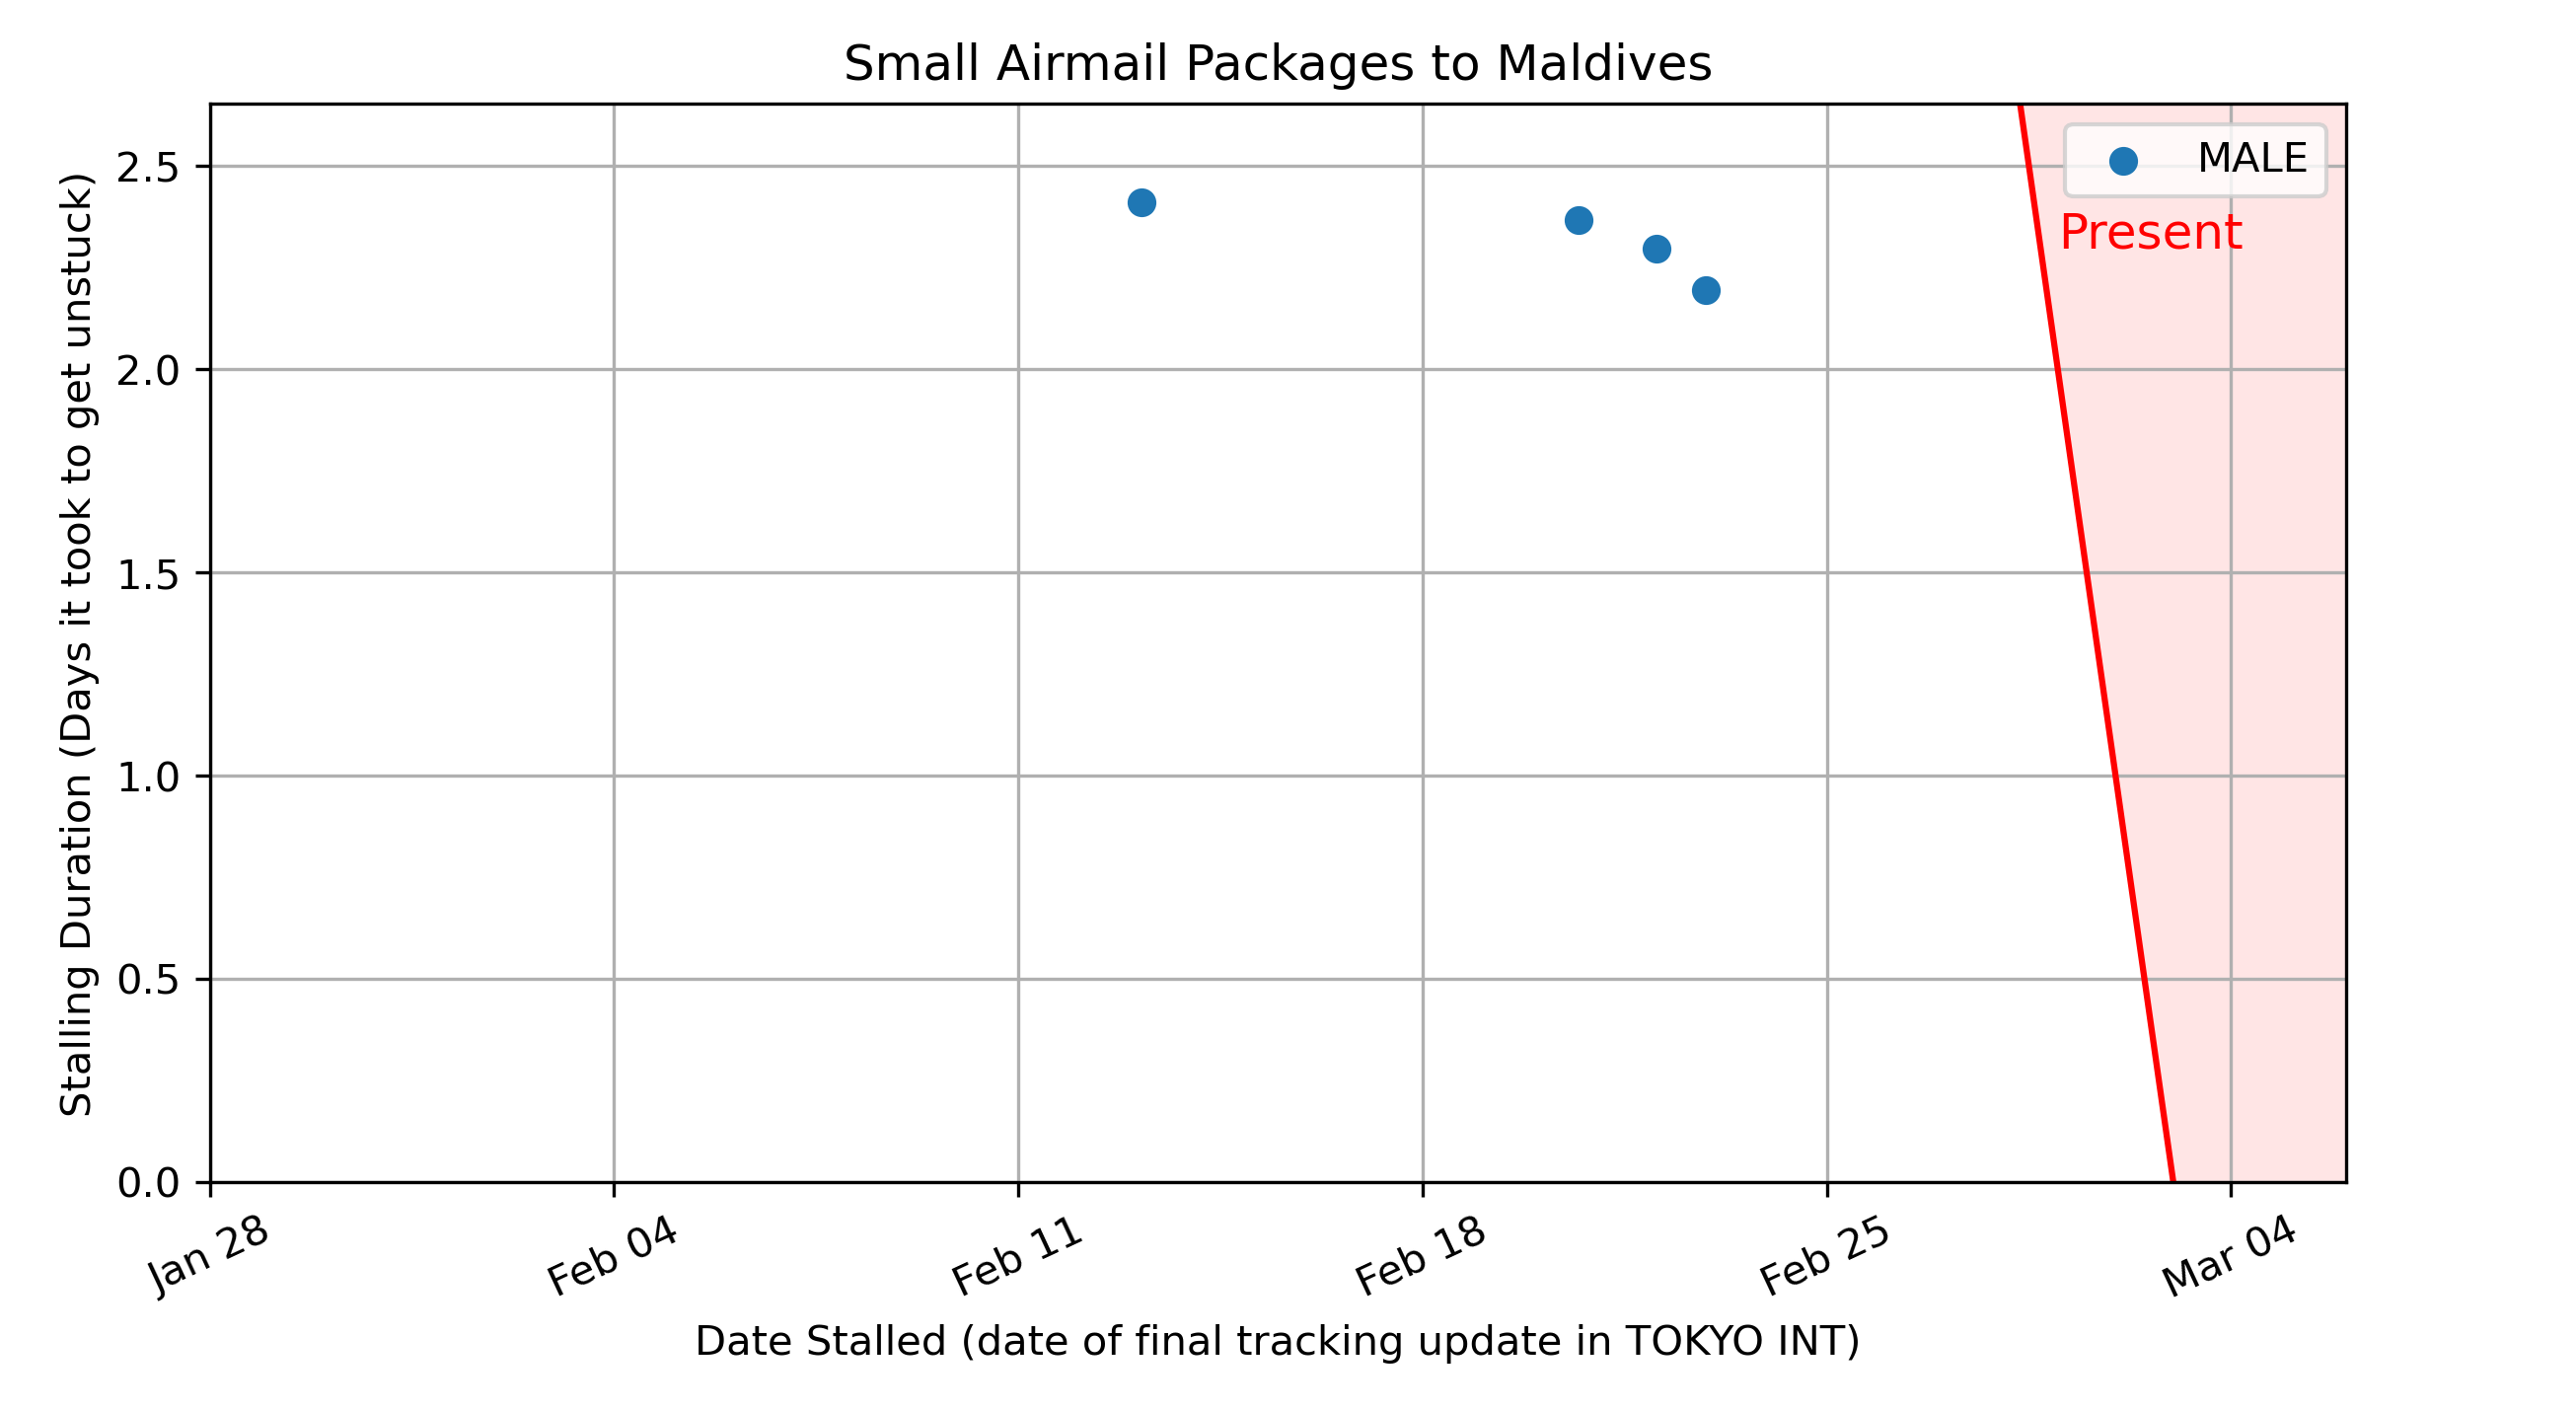 Small Airmail Packages to Maldives
Stalling Duration (Days it took to get unstuck)
2.5
2.0
1.5
1.0
0.5
0.0
MALE
Present
Jan 28
Feb 04
Feb 11
Feb 18
Feb 25
Mar 04
Date Stalled (date of final tracking update in TOKYO INT)